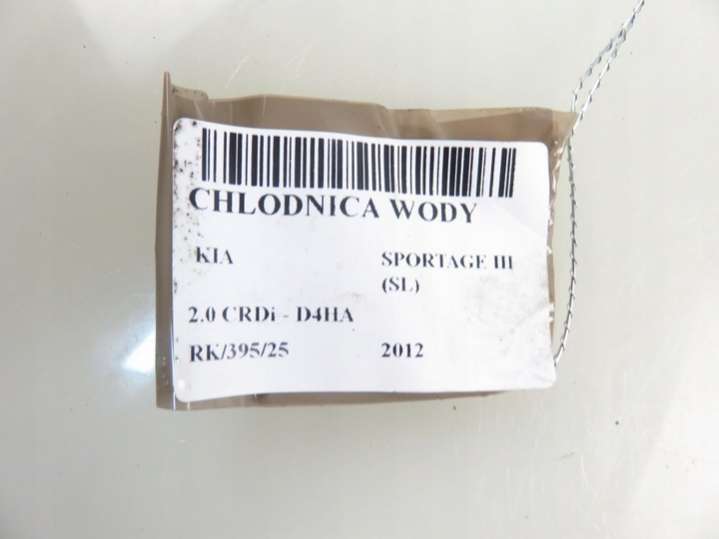 CHLODNICA WODY
KIA SPORTAGE III
(SL)
2.0 CRDi - D4HA
RK/395/25 2012